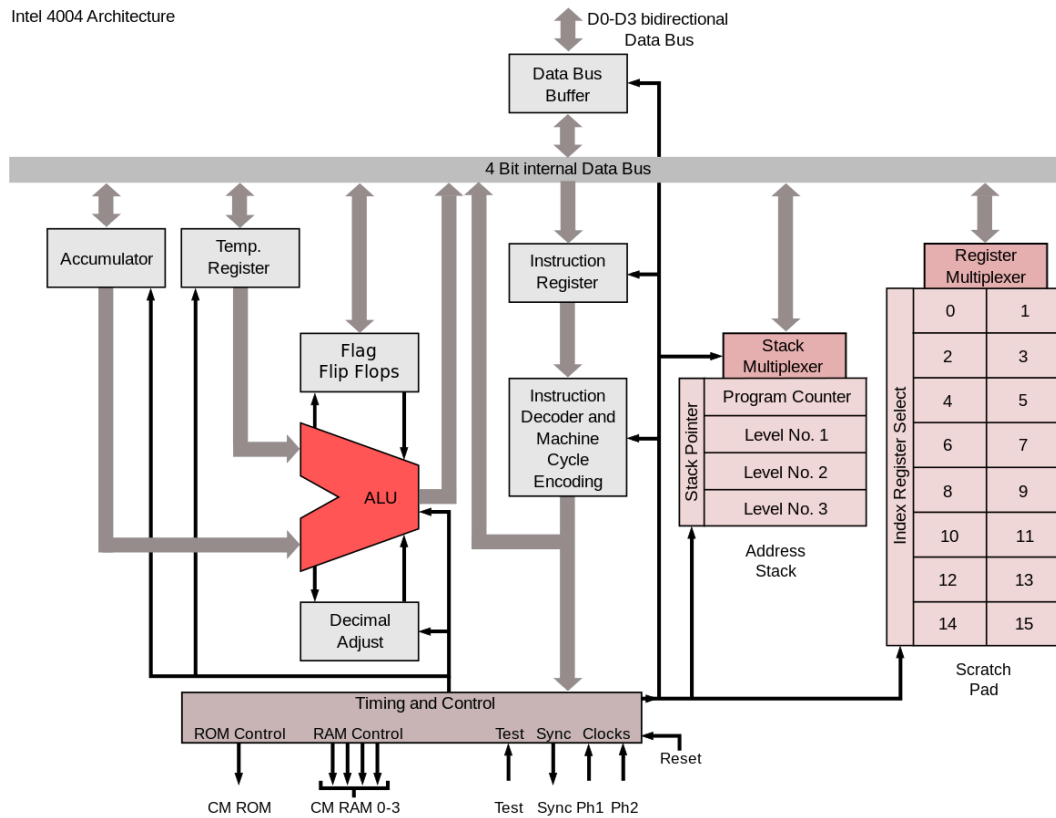 Intel 4004 Architecture
D0-D3 bidirectional
Data Bus
Data Bus
Buffer
4 Bit internal Data Bus
Accumulator
Temp.
Register
Instruction
Register
Register
Multiplexer
Flag
Flip Flops
Stack
Multiplexer
Instruction
Decoder and
Machine
Cycle
Encoding
Stack Pointer
Program Counter
Level No. 1
Level No. 2
Level No. 3
Address
Stack
Index Register Select
0 1
2 3
4 5
6 7
8 9
10 11
12 13
14 15
Scratch
Pad
ALU
Decimal
Adjust
Timing and Control
ROM Control RAM Control Test Sync Clocks
Reset
CM ROM CM RAM 0-3 Test Sync Ph1 Ph2